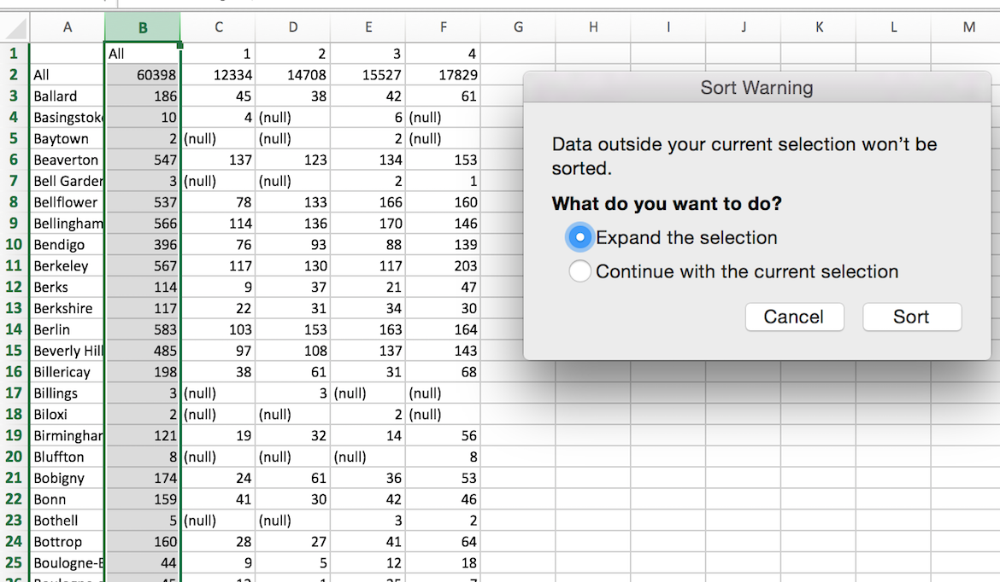 A B C D E F G H I J K L M
1 All 1 2 3 4
2 All 60398 12334 14708 15527 17829
3 Ballard 186 45 38 42 61
4 Basingstok 10 4 (null) 6 (null)
5 Baytown 2 (null) (null) 2 (null)
6 Beaverton 547 137 123 134 153
7 Bell Garder 3 (null) (null) 2 1
8 Bellflower 537 78 133 166 160
9 Bellingham 566 114 136 170 146
10 Bendigo 396 76 93 88 139
11 Berkeley 567 117 130 117 203
12 Berks 114 9 37 21 47
13 Berkshire 117 22 31 34 30
14 Berlin 583 103 153 163 164
15 Beverly Hill 485 97 108 137 143
16 Billericay 198 38 61 31 68
17 Billings 3 (null) 3 (null) (null)
18 Biloxi 2 (null) (null) 2 (null)
19 Birminghar 121 19 32 14 56
20 Bluffton 8 (null) (null) (null) 8
21 Bobigny 174 24 61 36 53
22 Bonn 159 41 30 42 46
23 Bothell 5 (null) (null) 3 2
24 Bottrop 160 28 27 41 64
25 Boulogne-B 44 9 5 12 18
Sort Warning
Data outside your current selection won't be
sorted.
What do you want to do?
Expand the selection
Continue with the current selection
Cancel Sort